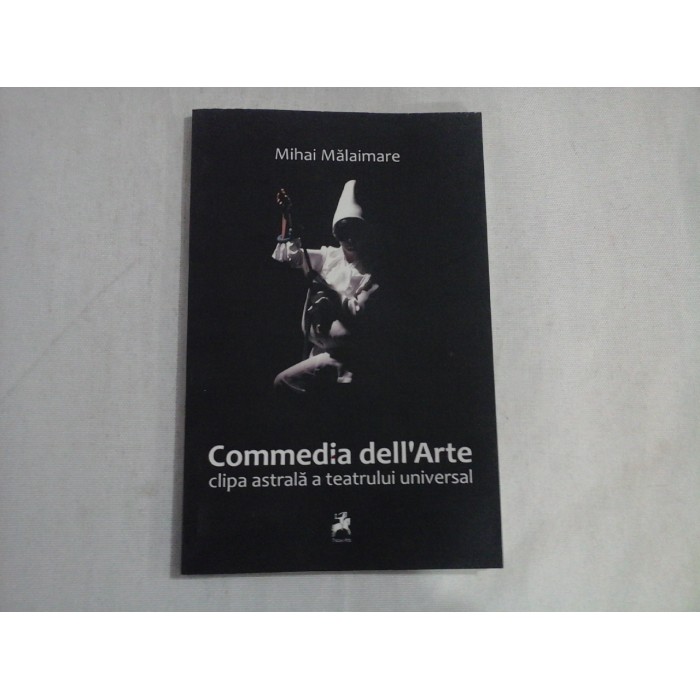 Mihai Mălaimare
Commedia dell'Arte
clipa astrală a teatrului universal